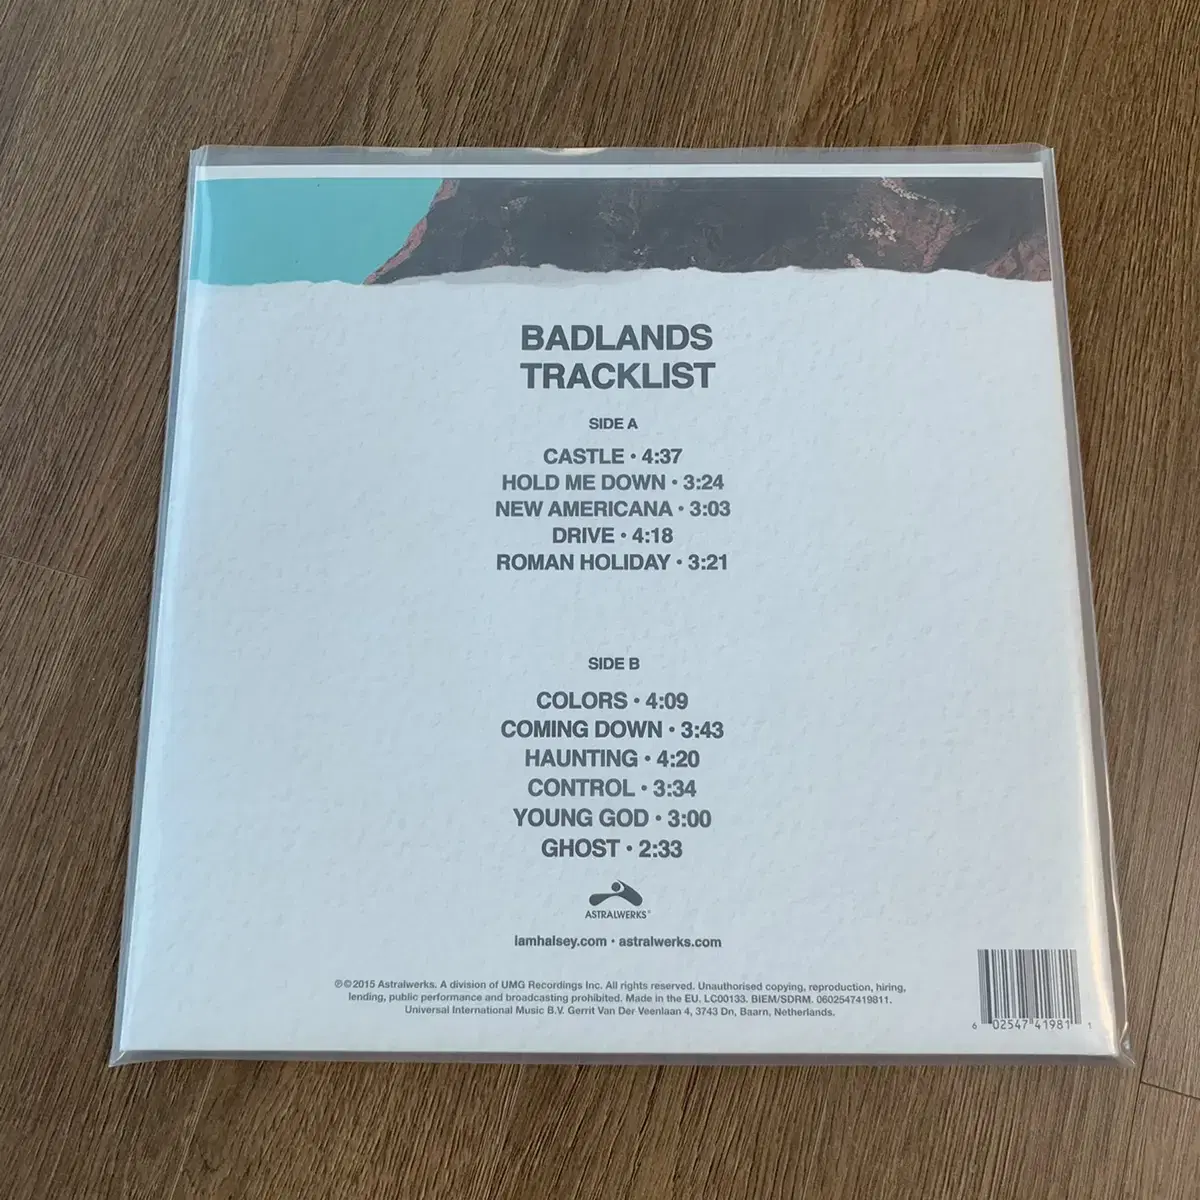 BADLANDS
TRACKLIST
SIDE A
CASTLE • 4:37
HOLD ME DOWN • 3:24
NEW AMERICANA • 3:03
DRIVE • 4:18
ROMAN HOLIDAY • 3:21
SIDE B
COLORS • 4:09
COMING DOWN • 3:43
HAUNTING • 4:20
CONTROL • 3:34
YOUNG GOD • 3:00
GHOST • 2:33
ASTRALWERKS®
iamhalsey.com • astralwerks.com
℗©2015 Astralwerks. A division of UMG Recordings Inc. All rights reserved. Unauthorised copying, reproduction, hiring,
lending, public performance and broadcasting prohibited. Made in the EU. LC00133. BIEM/SDRM. 0602547419811.
Universal International Music B.V. Gerrit Van Der Veenlaan 4, 3743 Dn, Baarn, Netherlands.
6 02547 41981 1